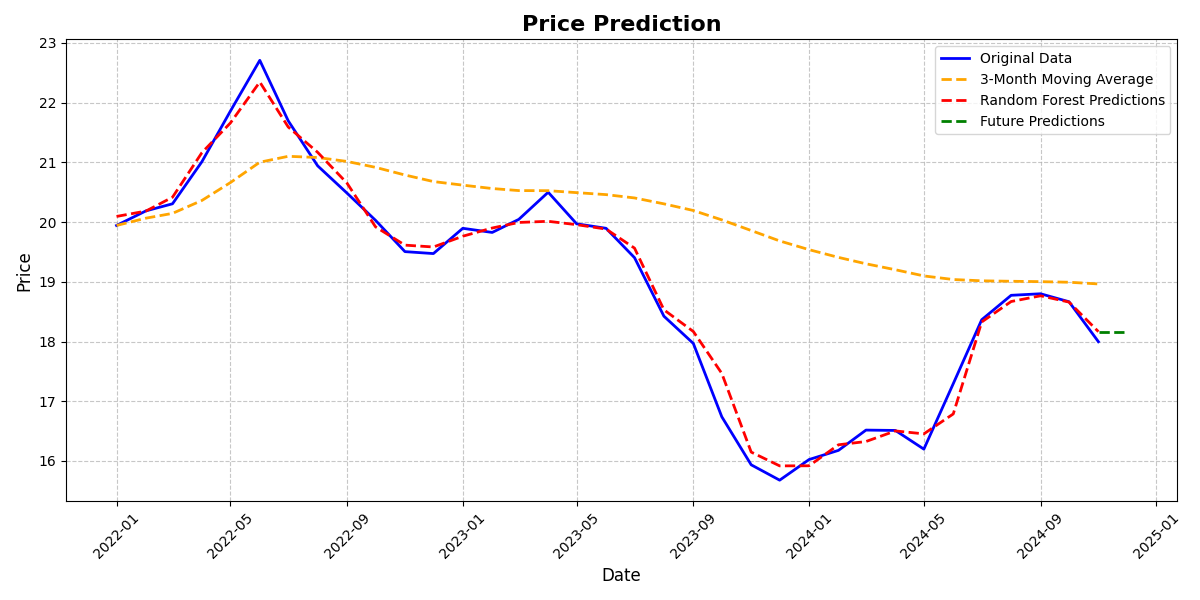 Price Prediction
Original Data
3-Month Moving Average
Random Forest Predictions
Future Predictions
Price
23
22
21
20
19
18
17
16
2022-01
2022-05
2022-09
2023-01
2023-05
2023-09
2024-01
2024-05
2024-09
2025-01
Date